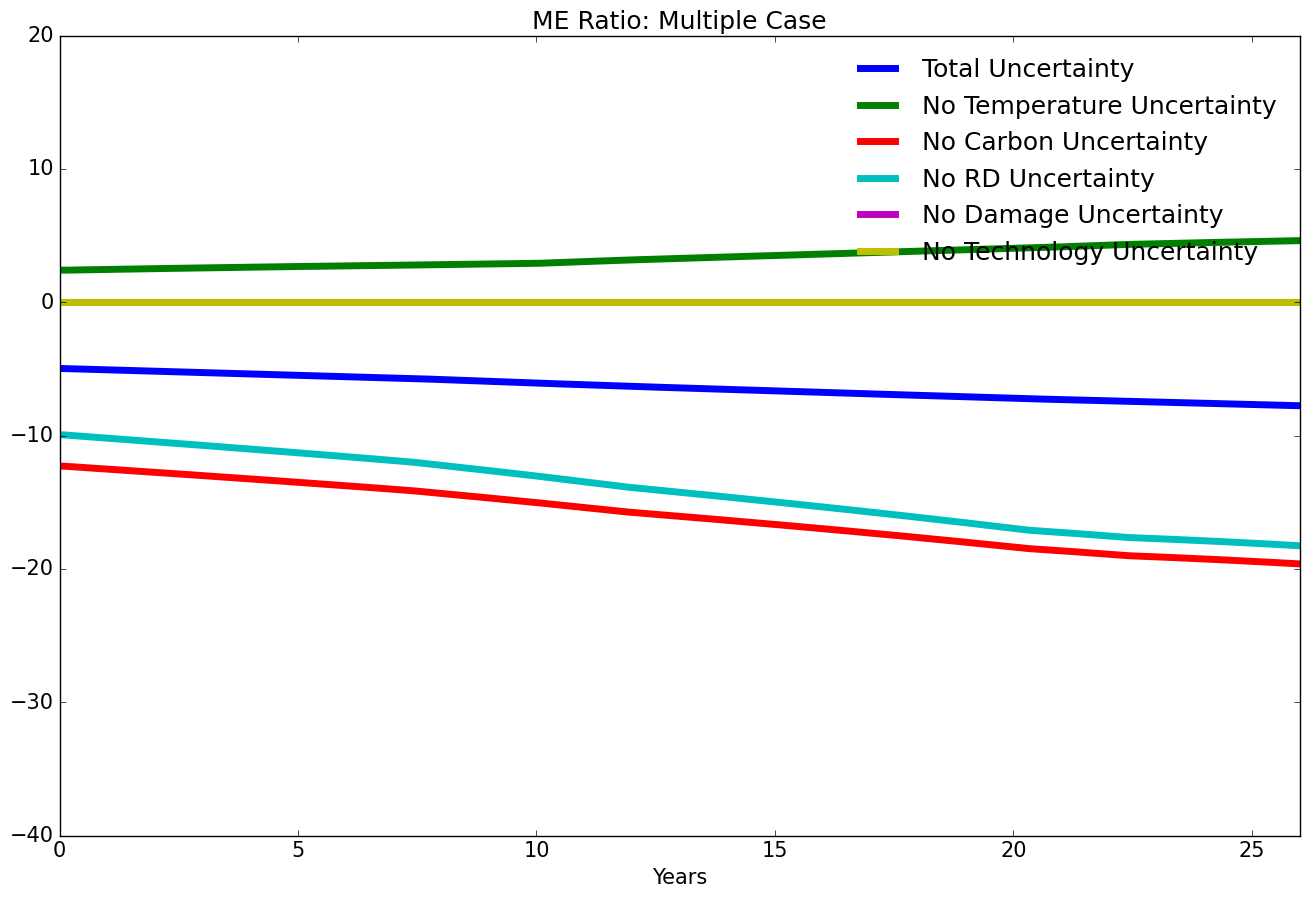 ME Ratio: Multiple Case
20
10
0
−10
−20
−30
−40
Total Uncertainty
No Temperature Uncertainty
No Carbon Uncertainty
No RD Uncertainty
No Damage Uncertainty
No Technology Uncertainty
0 5 10 15 20 25
Years